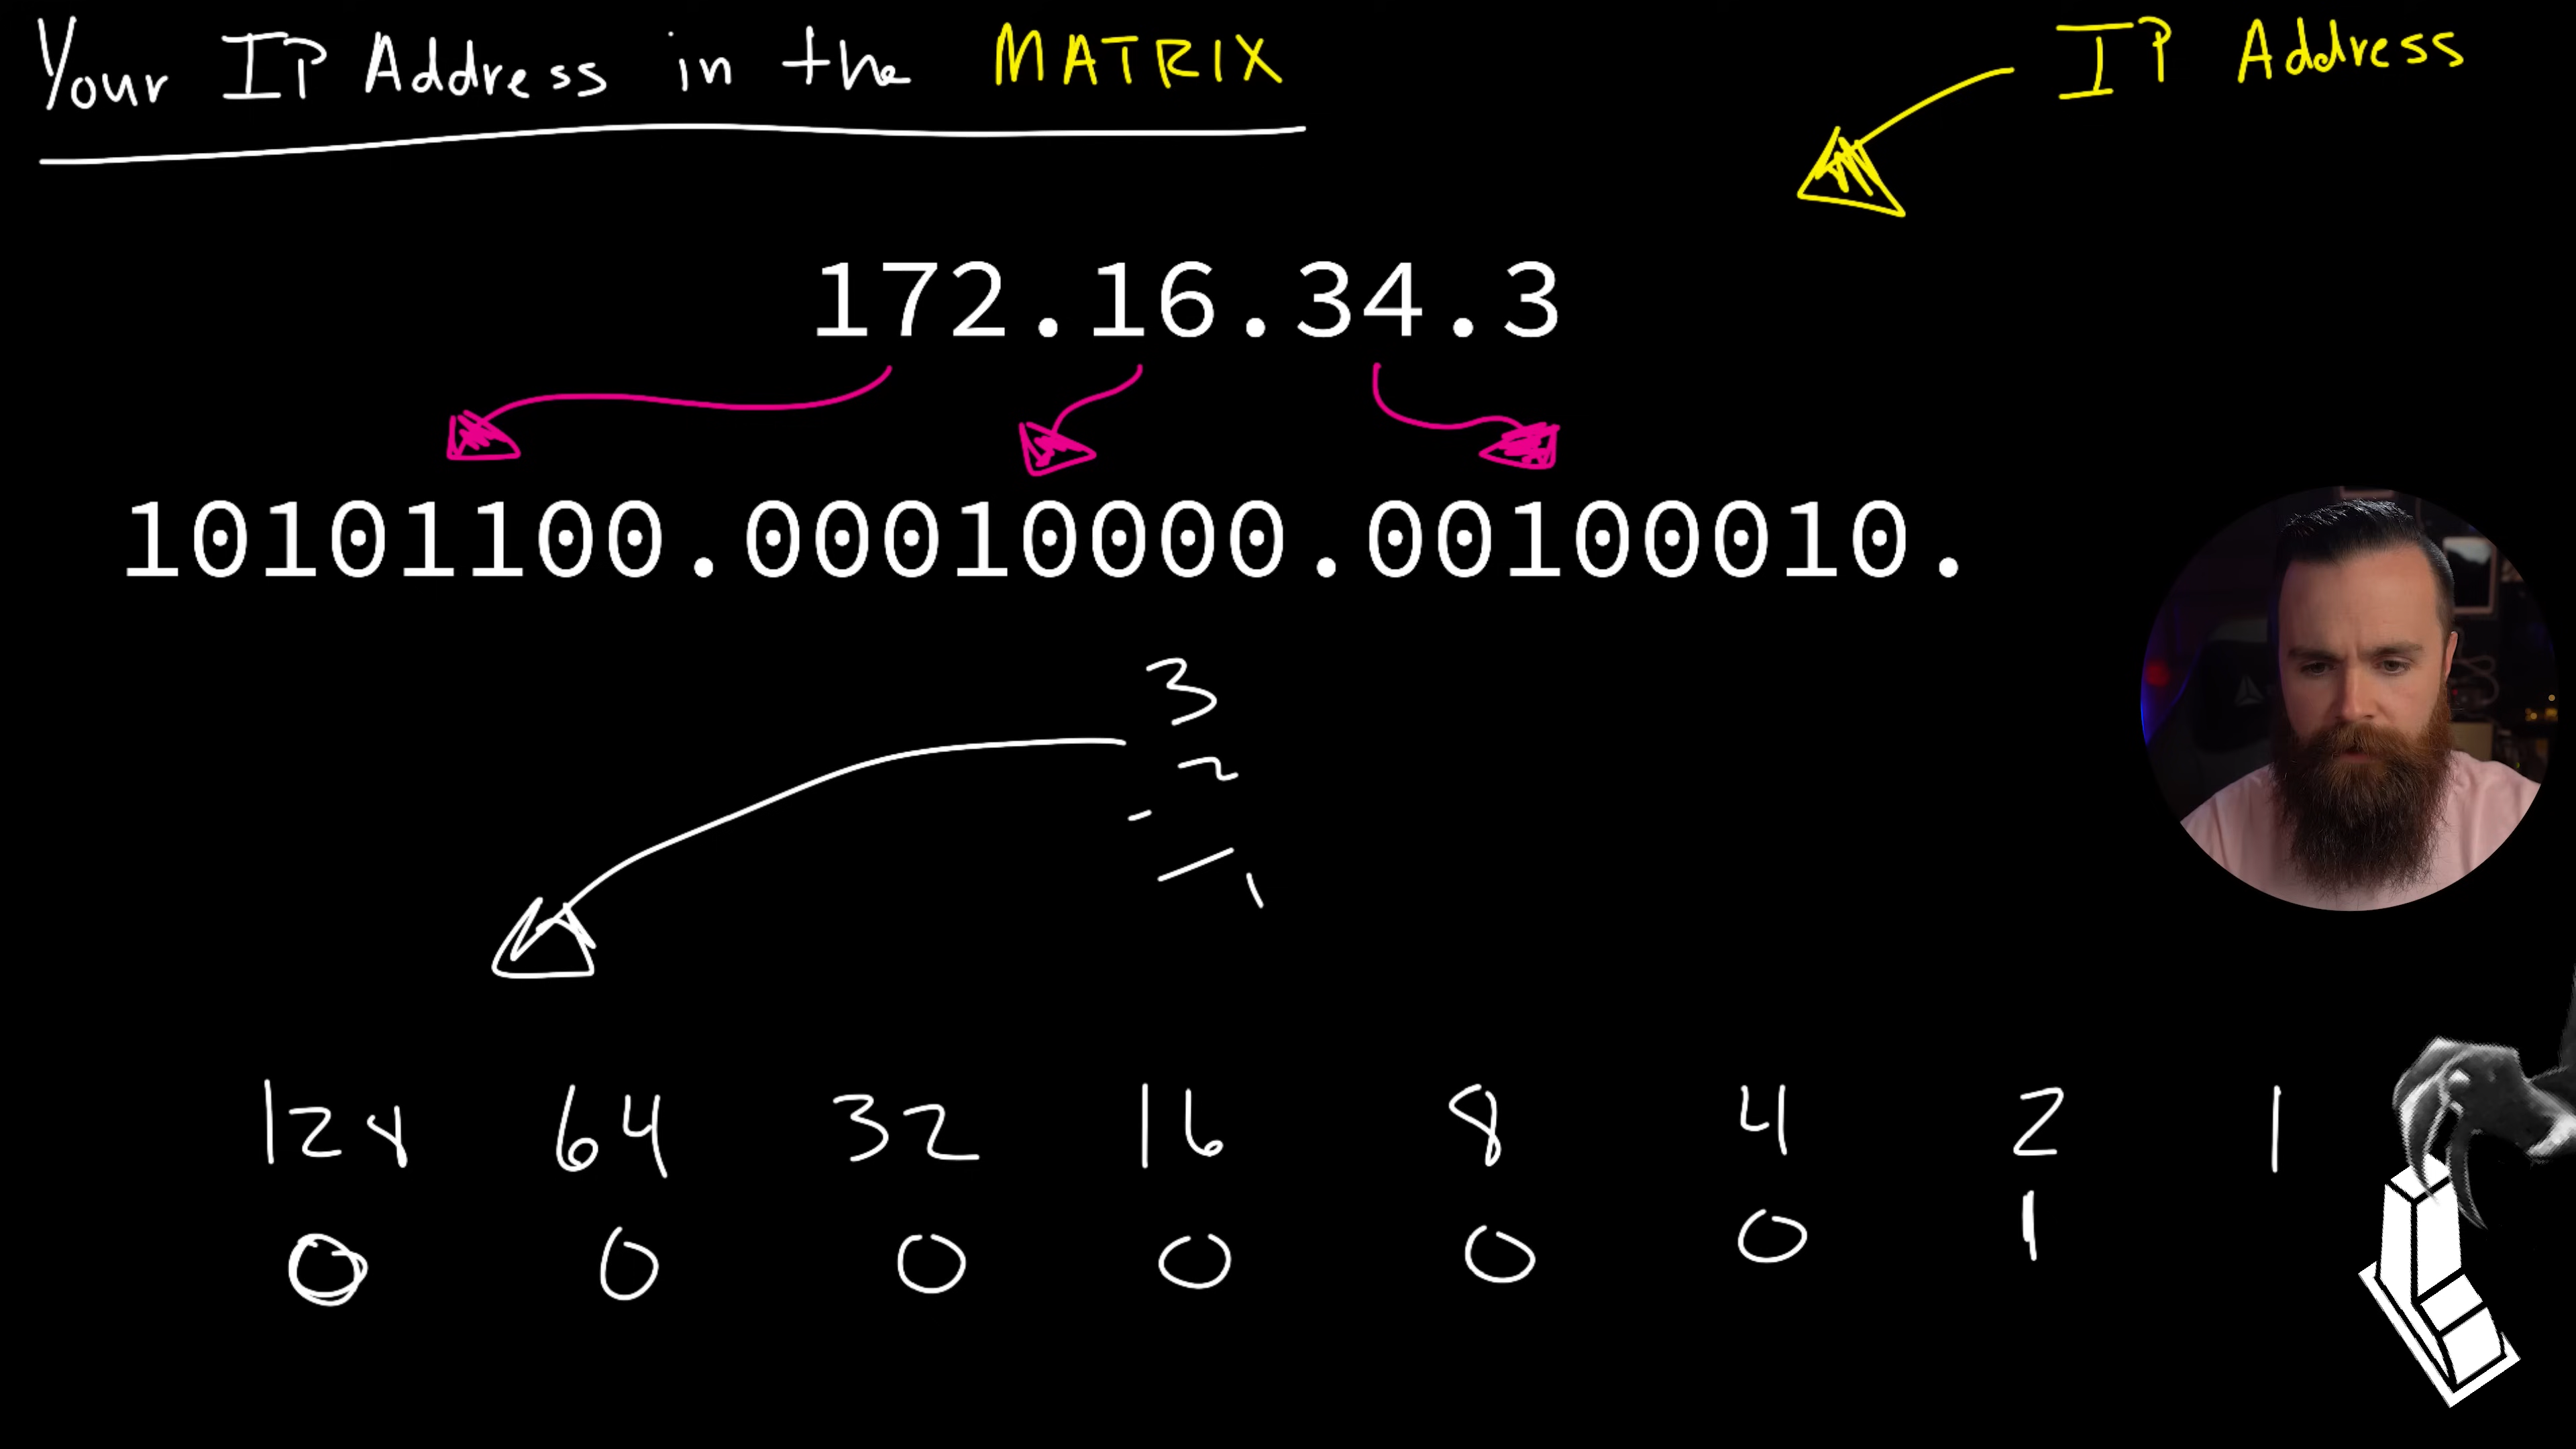 Your IP Address in the MATRIX
IP Address
172.16.34.3
10101100.00010000.00100010.
3
2
-
1
128 64 32 16 8 4 2 1
0 0 0 0 0 0 1